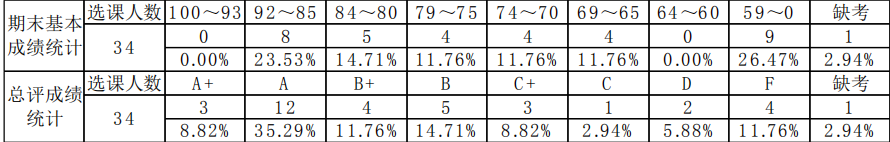 期末基本成绩统计 选课人数 100～93 92～85 84～80 79～75 74～70 69～65 64～60 59～0 缺考
34 0 8 5 4 4 4 0 9 1
0.00% 23.53% 14.71% 11.76% 11.76% 11.76% 0.00% 26.47% 2.94%
总评成绩统计 选课人数 A+ A B+ B C+ C D F 缺考
34 3 12 4 5 3 1 2 4 1
8.82% 35.29% 11.76% 14.71% 8.82% 2.94% 5.88% 11.76% 2.94%